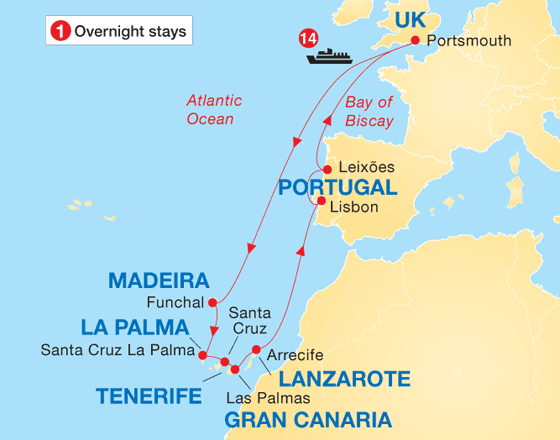 1 Overnight stays
UK
Portsmouth
14
Atlantic
Ocean
Bay of
Biscay
Leixões
PORTUGAL
Lisbon
MADEIRA
Funchal
LA PALMA
Santa
Cruz
Santa Cruz La Palma
Arrecife
LANZAROTE
TENERIFE
Las Palmas
GRAN CANARIA